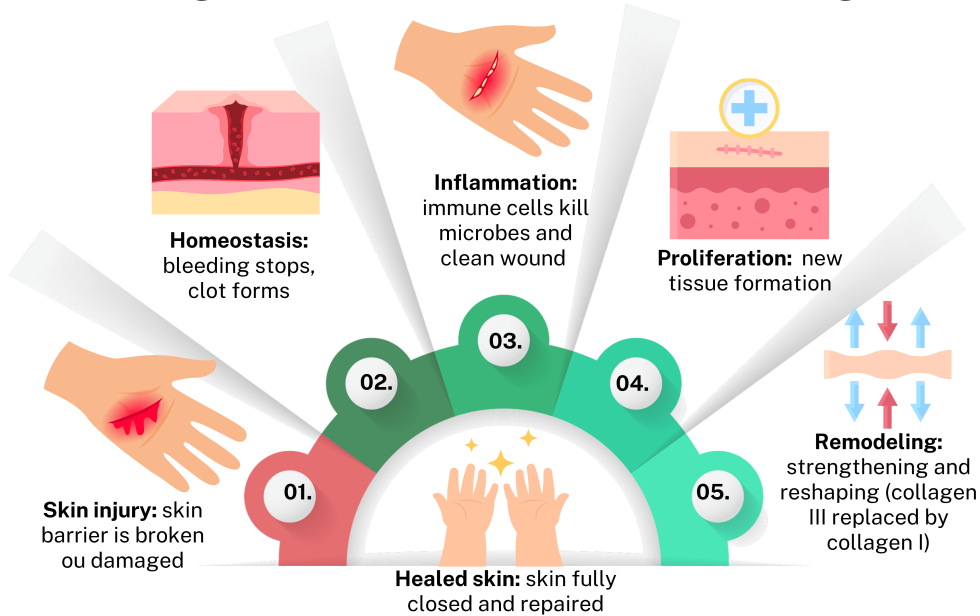 01.
Skin injury: skin
barrier is broken
ou damaged
02.
Homeostasis:
bleeding stops,
clot forms
03.
Inflammation:
immune cells kill
microbes and
clean wound
04.
Proliferation: new
tissue formation
05.
Remodeling:
strengthening and
reshaping (collagen
III replaced by
collagen I)
Healed skin: skin fully
closed and repaired